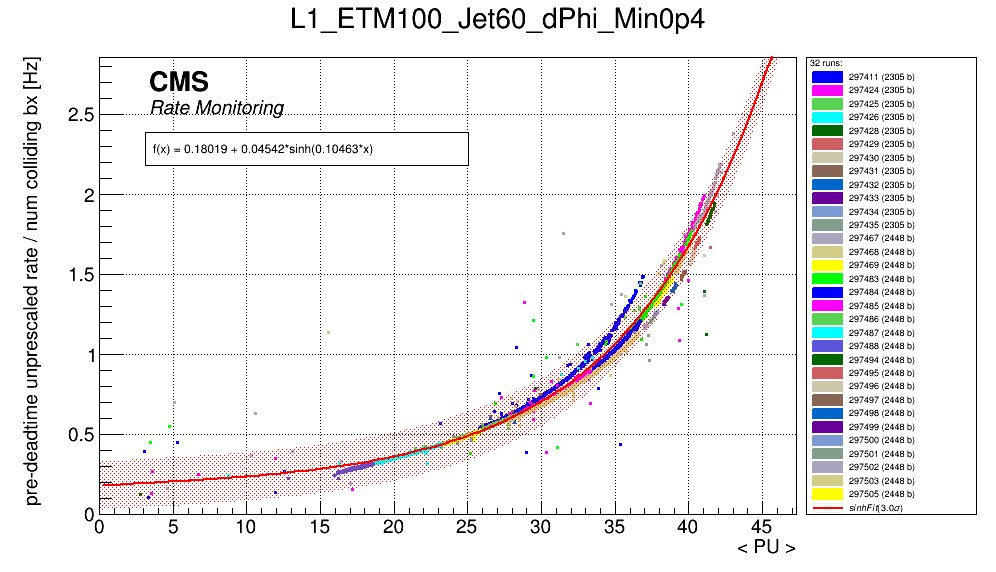 L1_ETM100_Jet60_dPhi_Min0p4
pre-deadtime unprescaled rate / num colliding bx [Hz]
CMS
Rate Monitoring
f(x) = 0.18019 + 0.04542*sinh(0.10463*x)
2.5
2
1.5
1
0.5
0
0 5 10 15 20 25 30 35 40 45
< PU >
32 runs:
297411 (2305 b)
297424 (2305 b)
297425 (2305 b)
297426 (2305 b)
297428 (2305 b)
297429 (2305 b)
297430 (2305 b)
297431 (2305 b)
297432 (2305 b)
297433 (2305 b)
297434 (2305 b)
297435 (2305 b)
297467 (2448 b)
297468 (2448 b)
297469 (2448 b)
297483 (2448 b)
297484 (2448 b)
297485 (2448 b)
297486 (2448 b)
297487 (2448 b)
297488 (2448 b)
297494 (2448 b)
297495 (2448 b)
297496 (2448 b)
297497 (2448 b)
297498 (2448 b)
297499 (2448 b)
297500 (2448 b)
297501 (2448 b)
297502 (2448 b)
297503 (2448 b)
297505 (2448 b)
sinhFit(3.0σ)